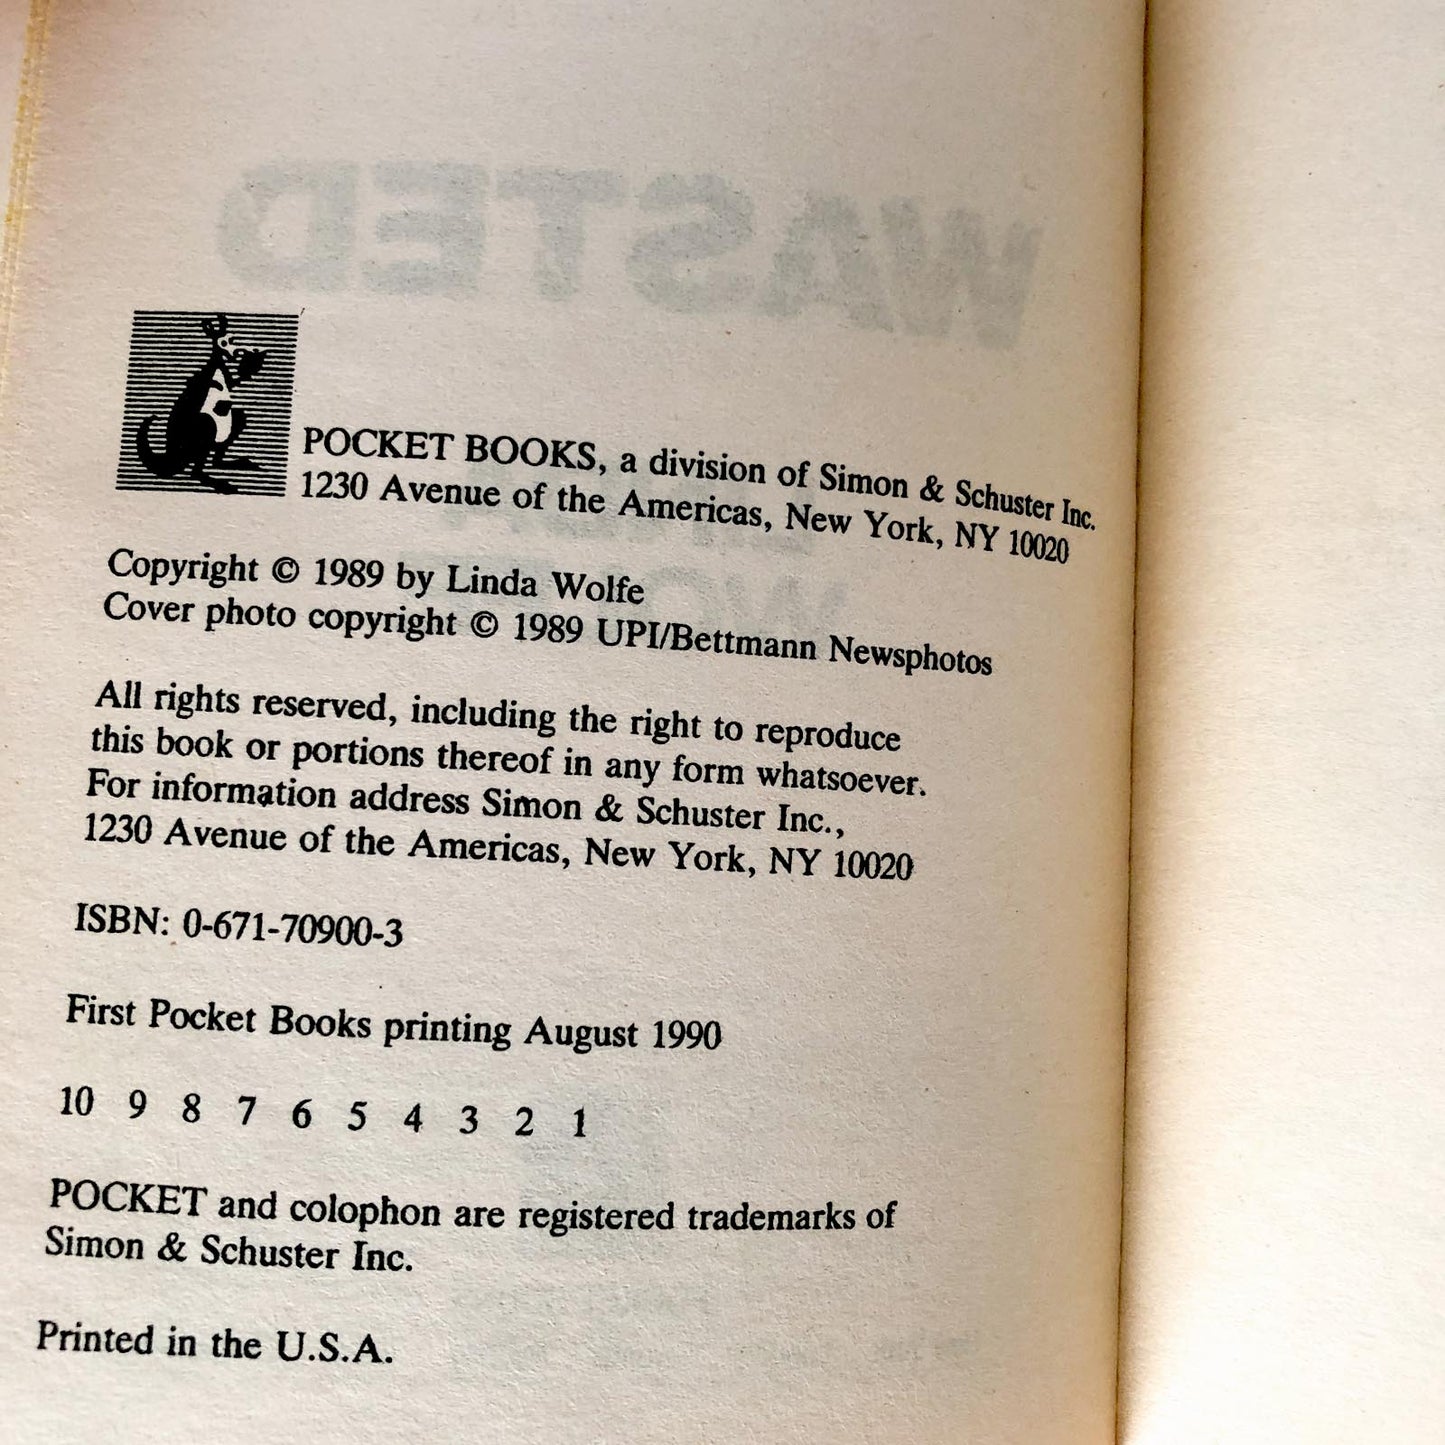 WASTED
POCKET BOOKS, a division of Simon & Schuster Inc.
1230 Avenue of the Americas, New York, NY 10020
Copyright © 1989 by Linda Wolfe
Cover photo copyright © 1989 UPI/Bettmann Newsphotos
All rights reserved, including the right to reproduce
this book or portions thereof in any form whatsoever.
For information address Simon & Schuster Inc.,
1230 Avenue of the Americas, New York, NY 10020
ISBN: 0-671-70900-3
First Pocket Books printing August 1990
10 9 8 7 6 5 4 3 2 1
POCKET and colophon are registered trademarks of
Simon & Schuster Inc.
Printed in the U.S.A.